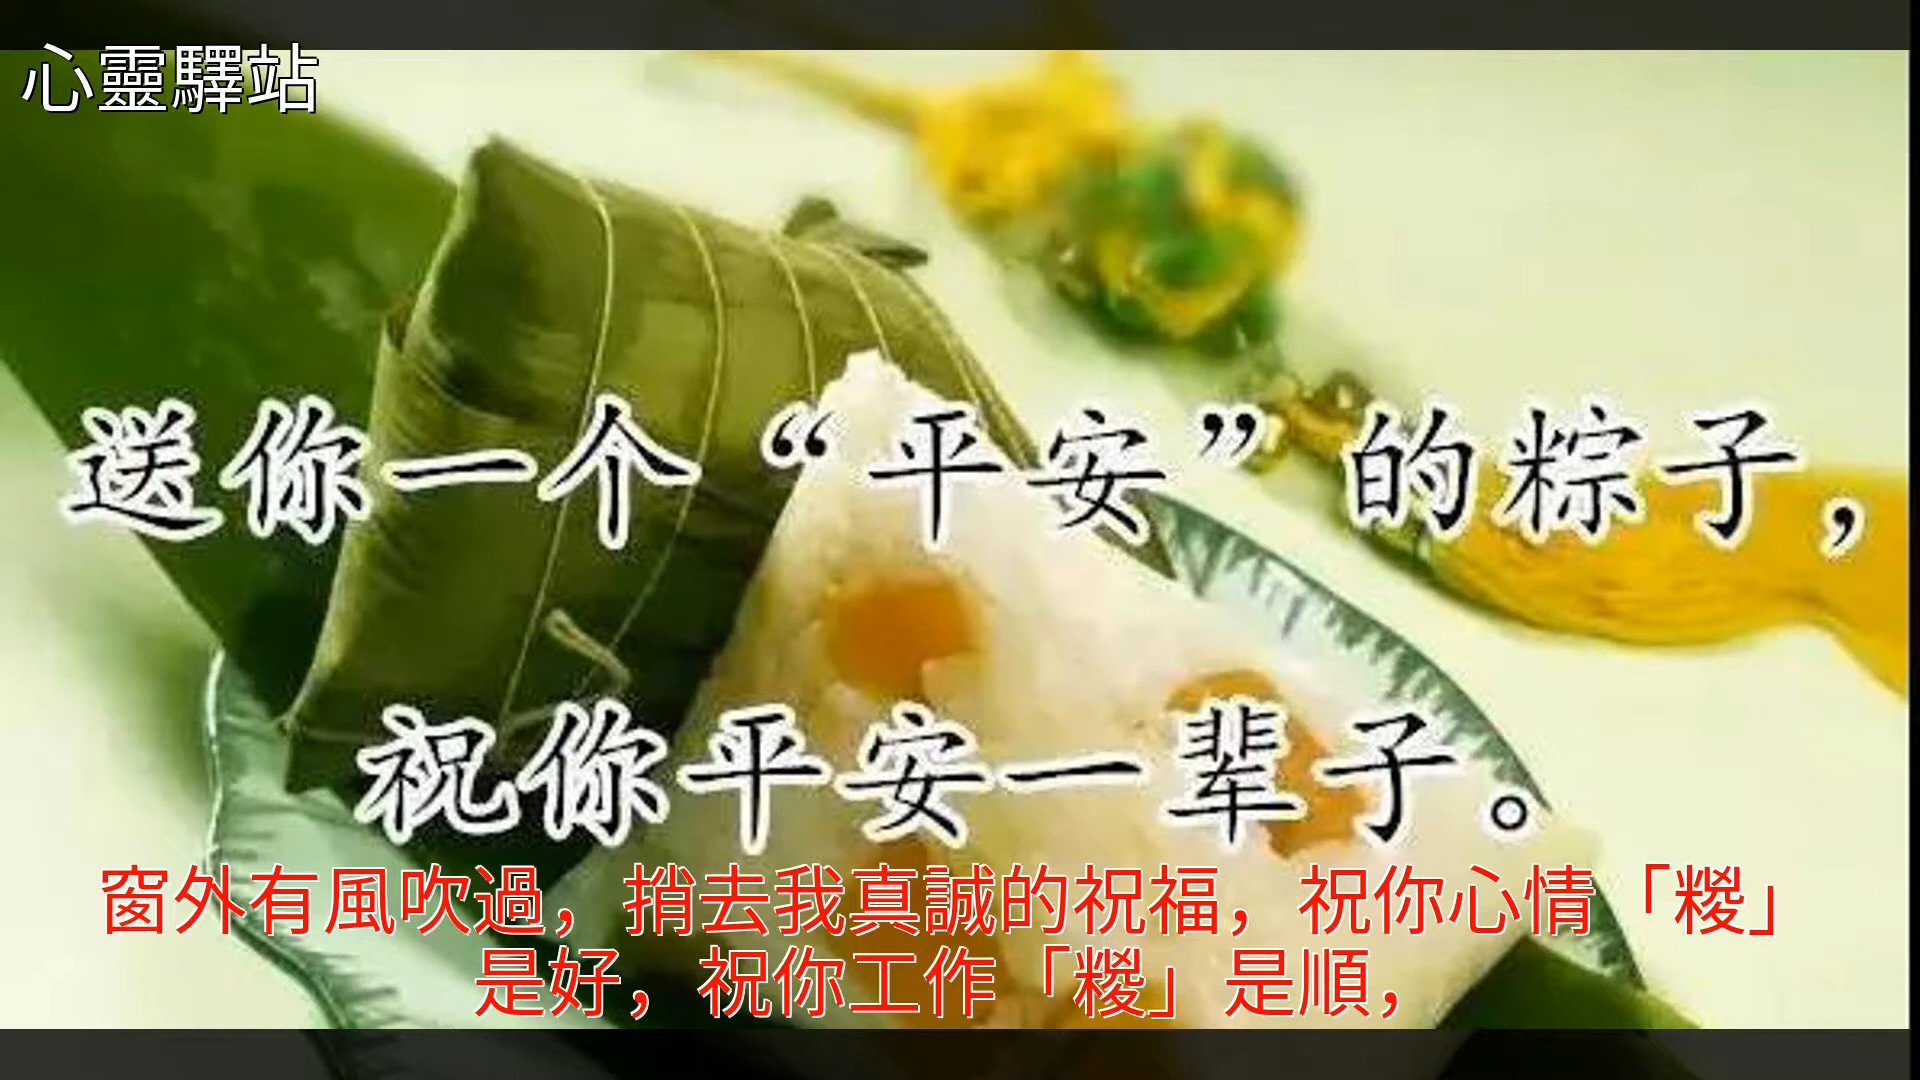 心靈驛站
送你一个“平安”的粽子，
祝你平安一辈子。
窗外有風吹過，捎去我真誠的祝福，祝你心情「糉」
是好，祝你工作「糉」是順，